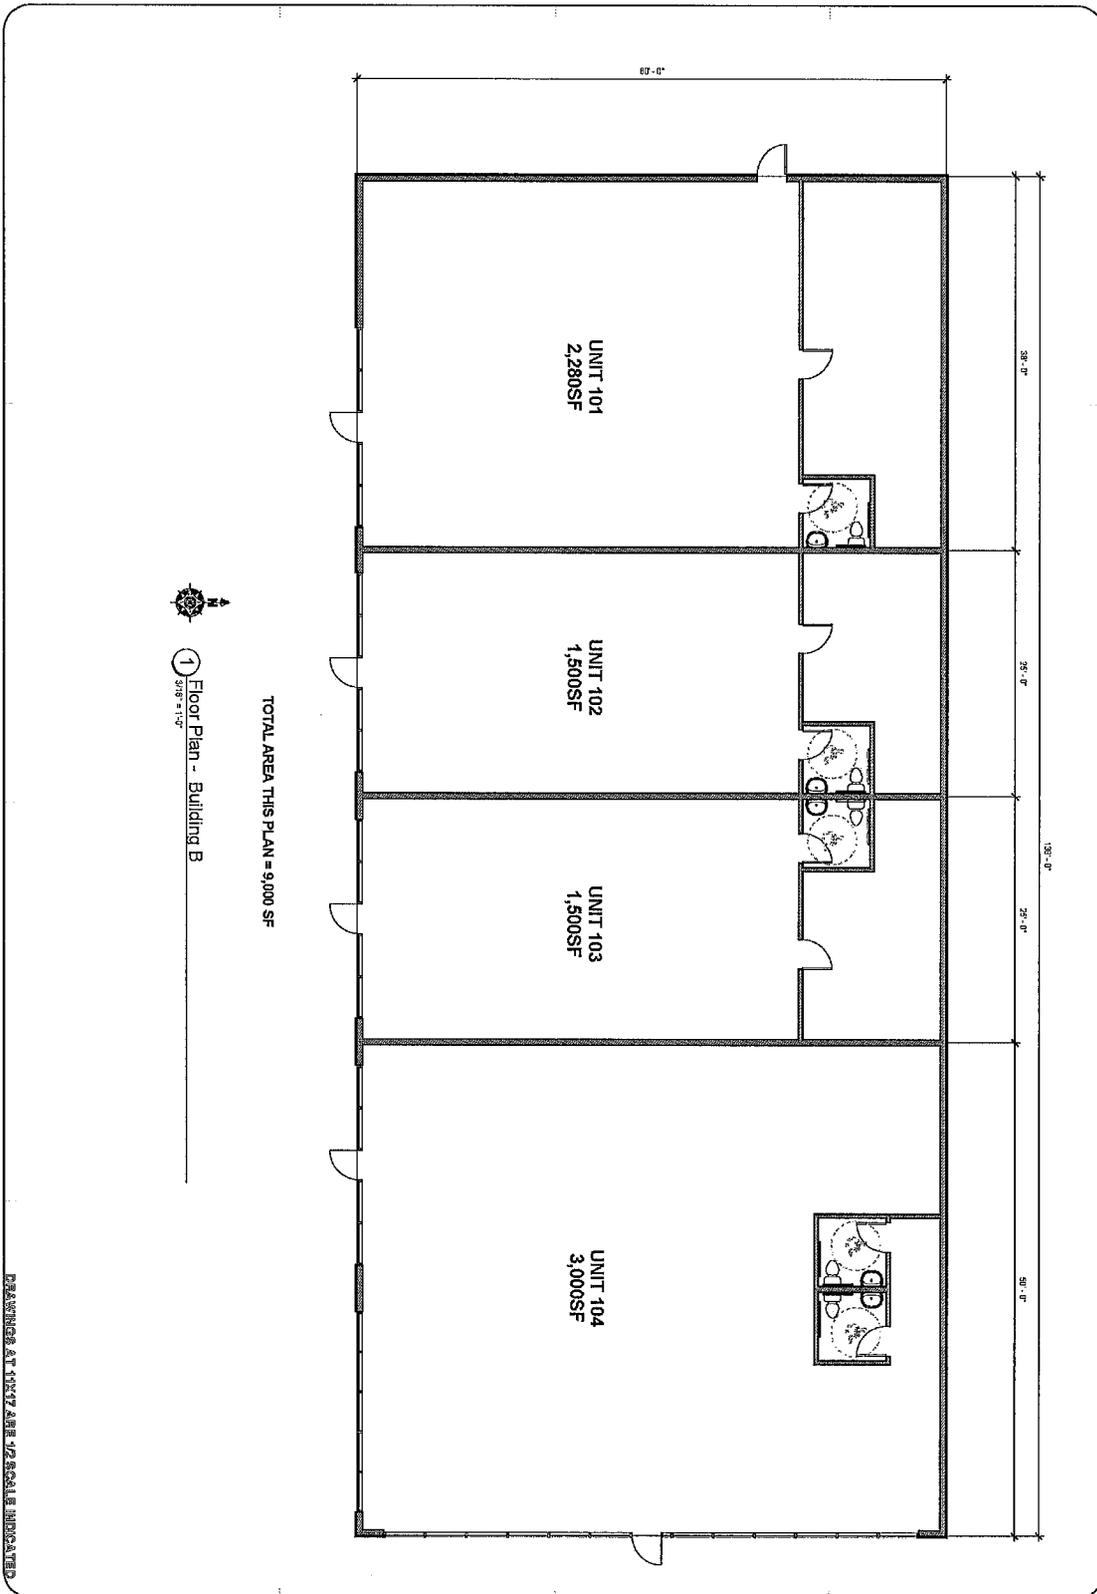 60'-0"
138'-0"
38'-0"
25'-0"
25'-0"
50'-0"
UNIT 101
2,280SF
UNIT 102
1,500SF
UNIT 103
1,500SF
UNIT 104
3,000SF
TOTAL AREA THIS PLAN = 9,000 SF
N
1
Floor Plan - Building B
3/16" = 1'-0"
DRAWINGS AT 11X17 ARE 1/2 SCALE INDICATED